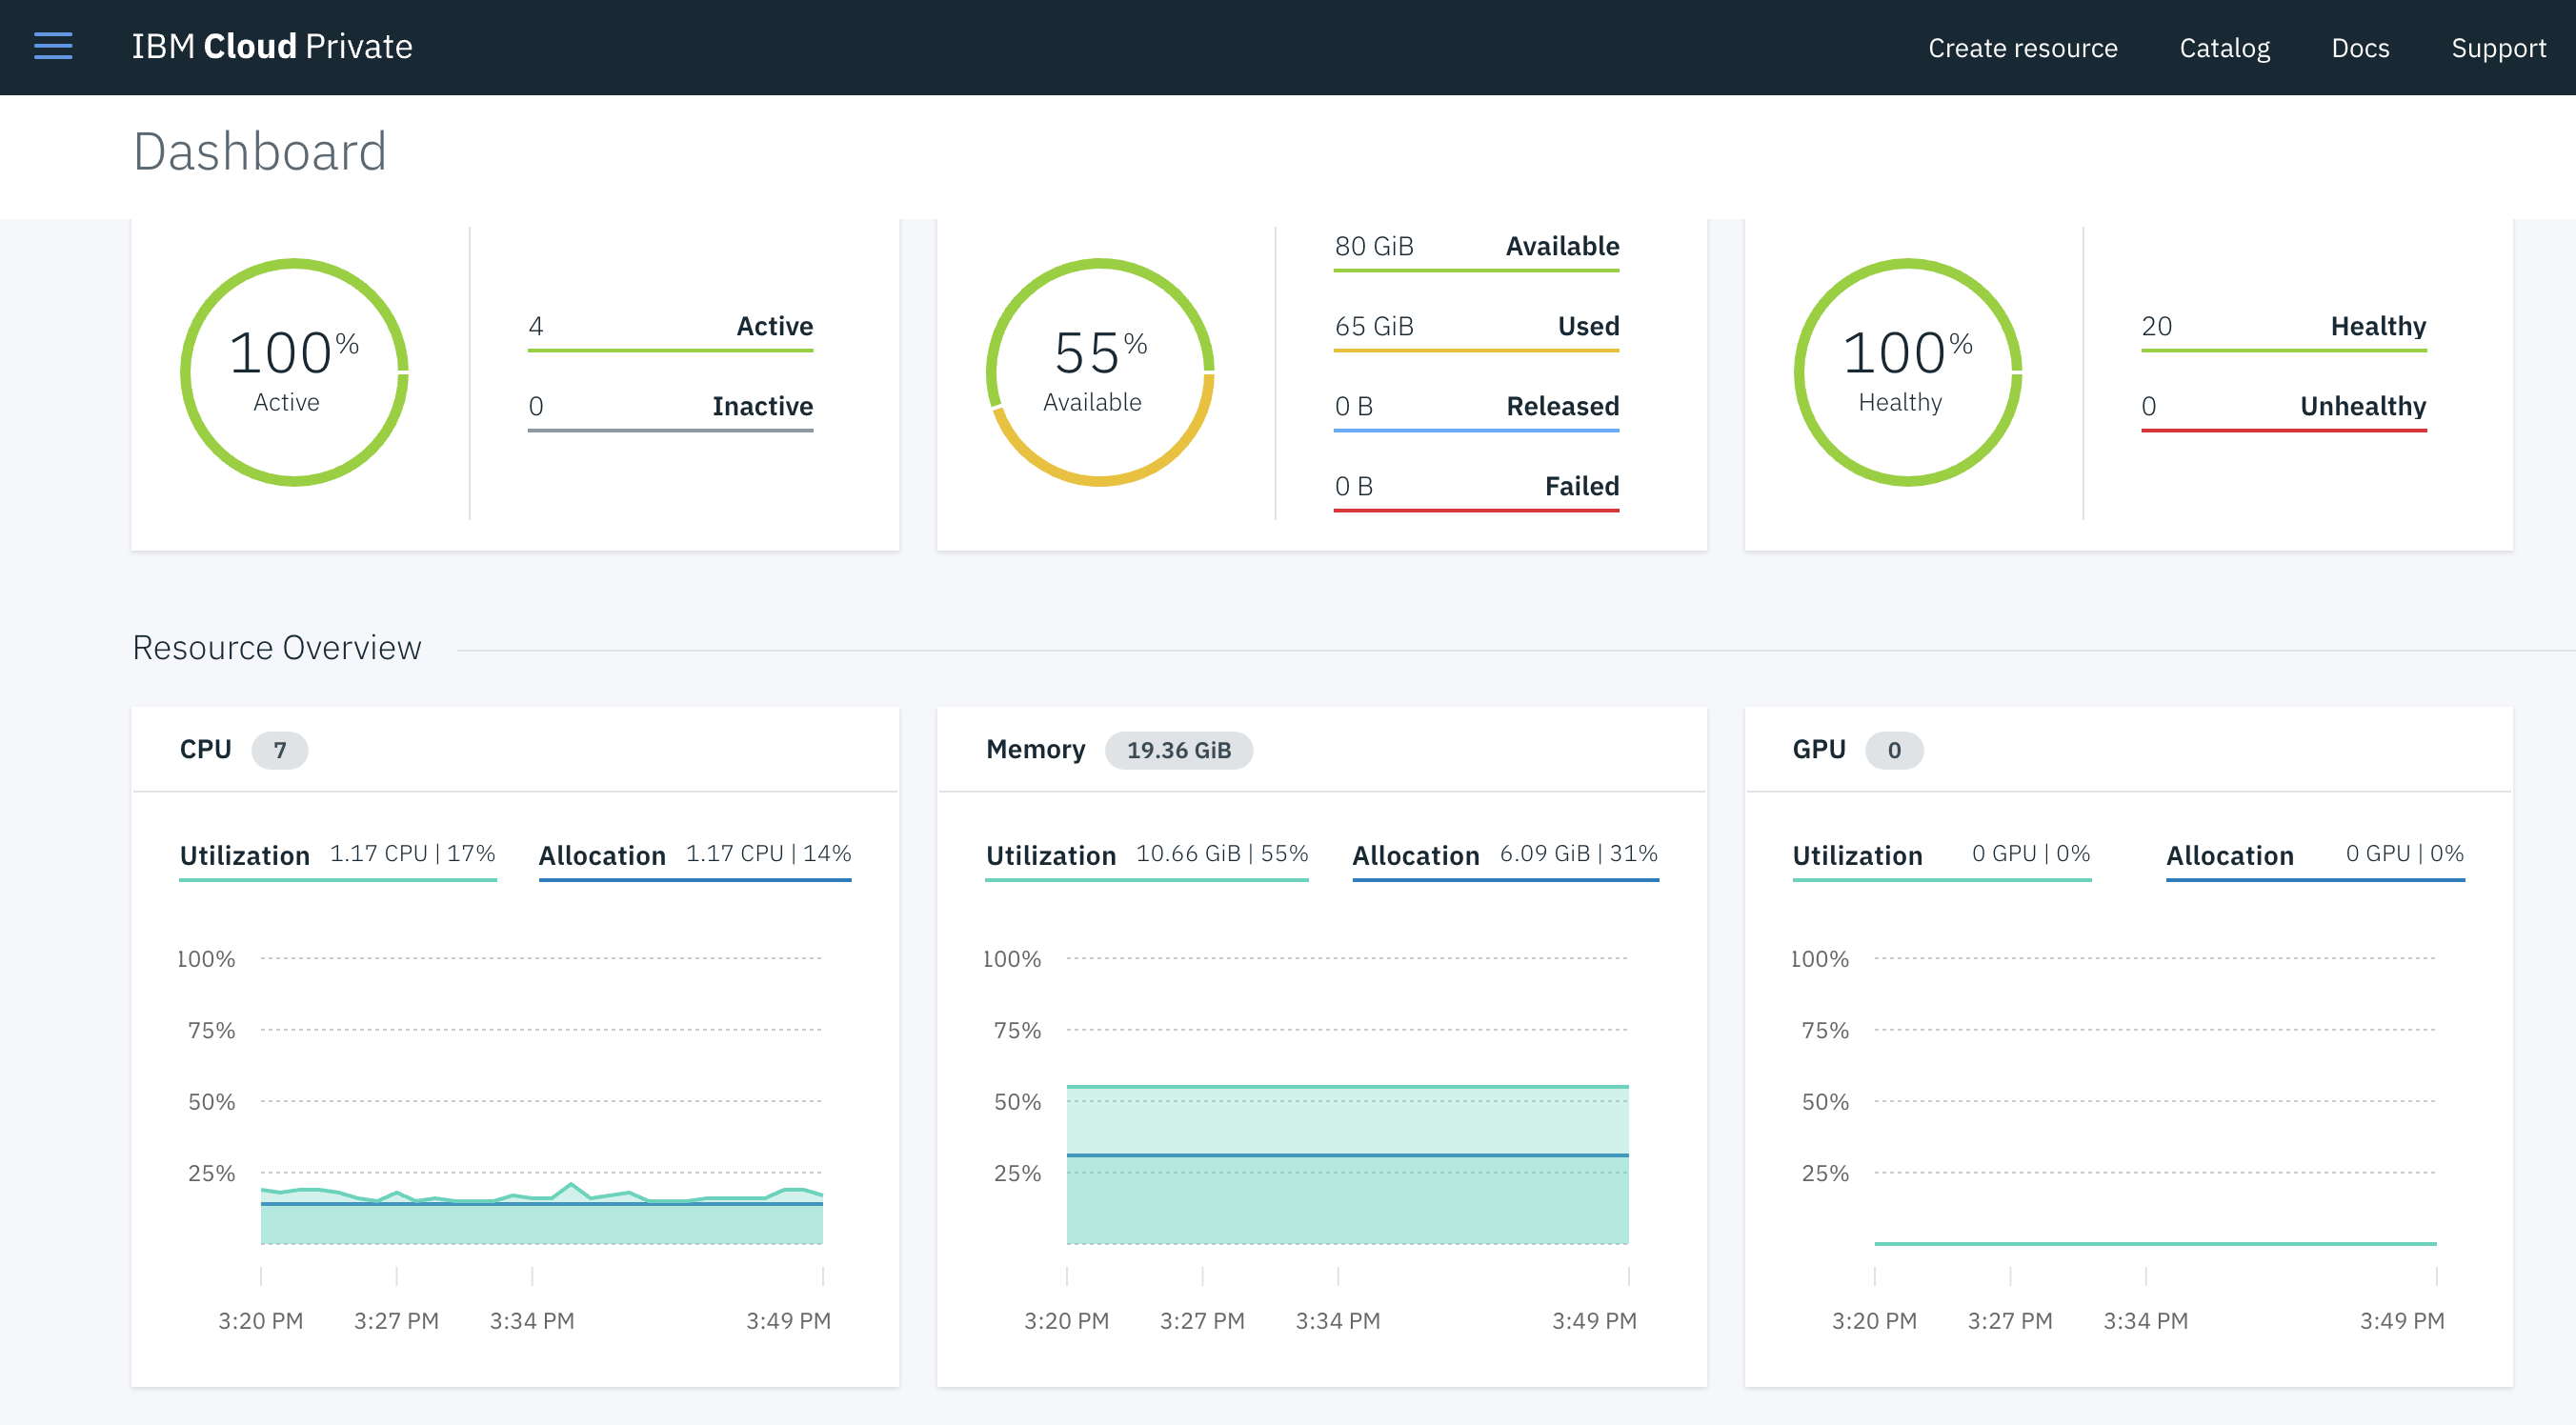 IBM Cloud Private
Create resource Catalog Docs Support
Dashboard
100%
Active
4 Active
0 Inactive
55%
Available
80 GiB Available
65 GiB Used
0 B Released
0 B Failed
100%
Healthy
20 Healthy
0 Unhealthy
Resource Overview
CPU 7
Utilization 1.17 CPU | 17% Allocation 1.17 CPU | 14%
100%
75%
50%
25%
3:20 PM 3:27 PM 3:34 PM 3:49 PM
Memory 19.36 GiB
Utilization 10.66 GiB | 55% Allocation 6.09 GiB | 31%
100%
75%
50%
25%
3:20 PM 3:27 PM 3:34 PM 3:49 PM
GPU 0
Utilization 0 GPU | 0% Allocation 0 GPU | 0%
100%
75%
50%
25%
3:20 PM 3:27 PM 3:34 PM 3:49 PM